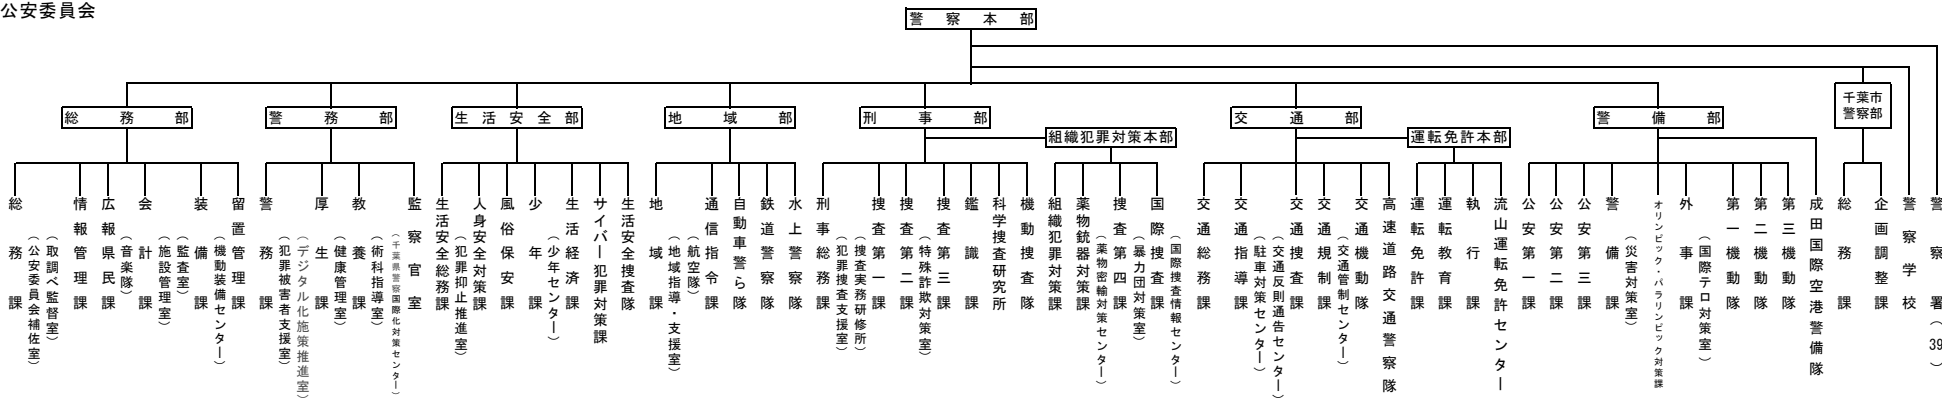 公安委員会
警察本部
千葉市
警察部
総務部
警務部
生活安全部
地域部
刑事部
交通部
警備部
組織犯罪対策本部
運転免許本部
総務課
（公安委員会補佐室）
（取調べ監督室）
情報管理課
広報県民課
（音楽隊）
会計課
（施設管理室）
（監査室）
装備課
（機動装備センター）
留置管理課
警務課
（犯罪被害者支援室）
（デジタル化施策推進室）
厚生課
（健康管理室）
教養課
（術科指導室）
（千葉県警察国際化対策センター）
監察官室
生活安全総務課
（犯罪抑止推進室）
人身安全対策課
風俗保安課
少年課
（少年センター）
生活経済課
サイバー犯罪対策課
生活安全捜査隊
地域課
（地域指導・支援室）
（航空隊）
通信指令課
自動車警ら隊
鉄道警察隊
水上警察隊
刑事総務課
（犯罪捜査支援室）
（捜査実務研修所）
捜査第一課
捜査第二課
（特殊詐欺対策室）
捜査第三課
鑑識課
科学捜査研究所
機動捜査隊
組織犯罪対策課
薬物銃器対策課
（薬物密輸対策センター）
捜査第四課
（暴力団対策室）
国際捜査課
（国際捜査情報センター）
交通総務課
交通指導課
（駐車対策センター）
（交通反則通告センター）
交通捜査課
交通規制課
（交通管制センター）
交通機動隊
高速道路交通警察隊
運転免許課
運転教育課
執行課
流山運転免許センター
公安第一課
公安第二課
公安第三課
警備課
（災害対策室）
オリンピック・パラリンピック対策課
外事課
（国際テロ対策室）
第一機動隊
第二機動隊
第三機動隊
成田国際空港警備隊
総務課
企画調整課
警察学校
警察署（39）